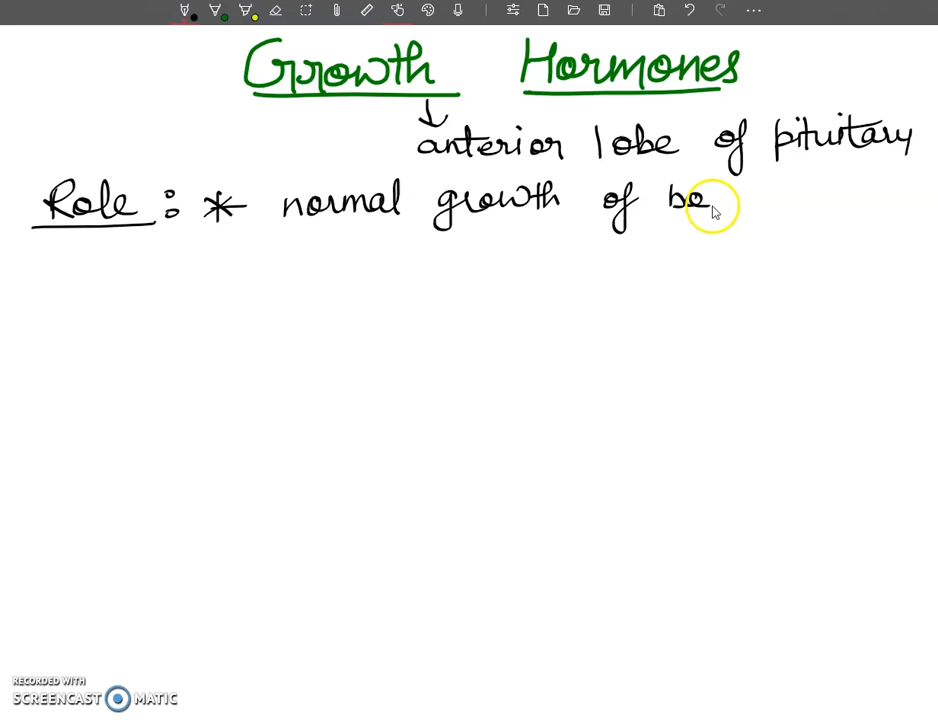 Growth Hormones
anterior lobe of pituitary
Role : * normal growth of bo
RECORDED WITH
SCREENCAST MATIC